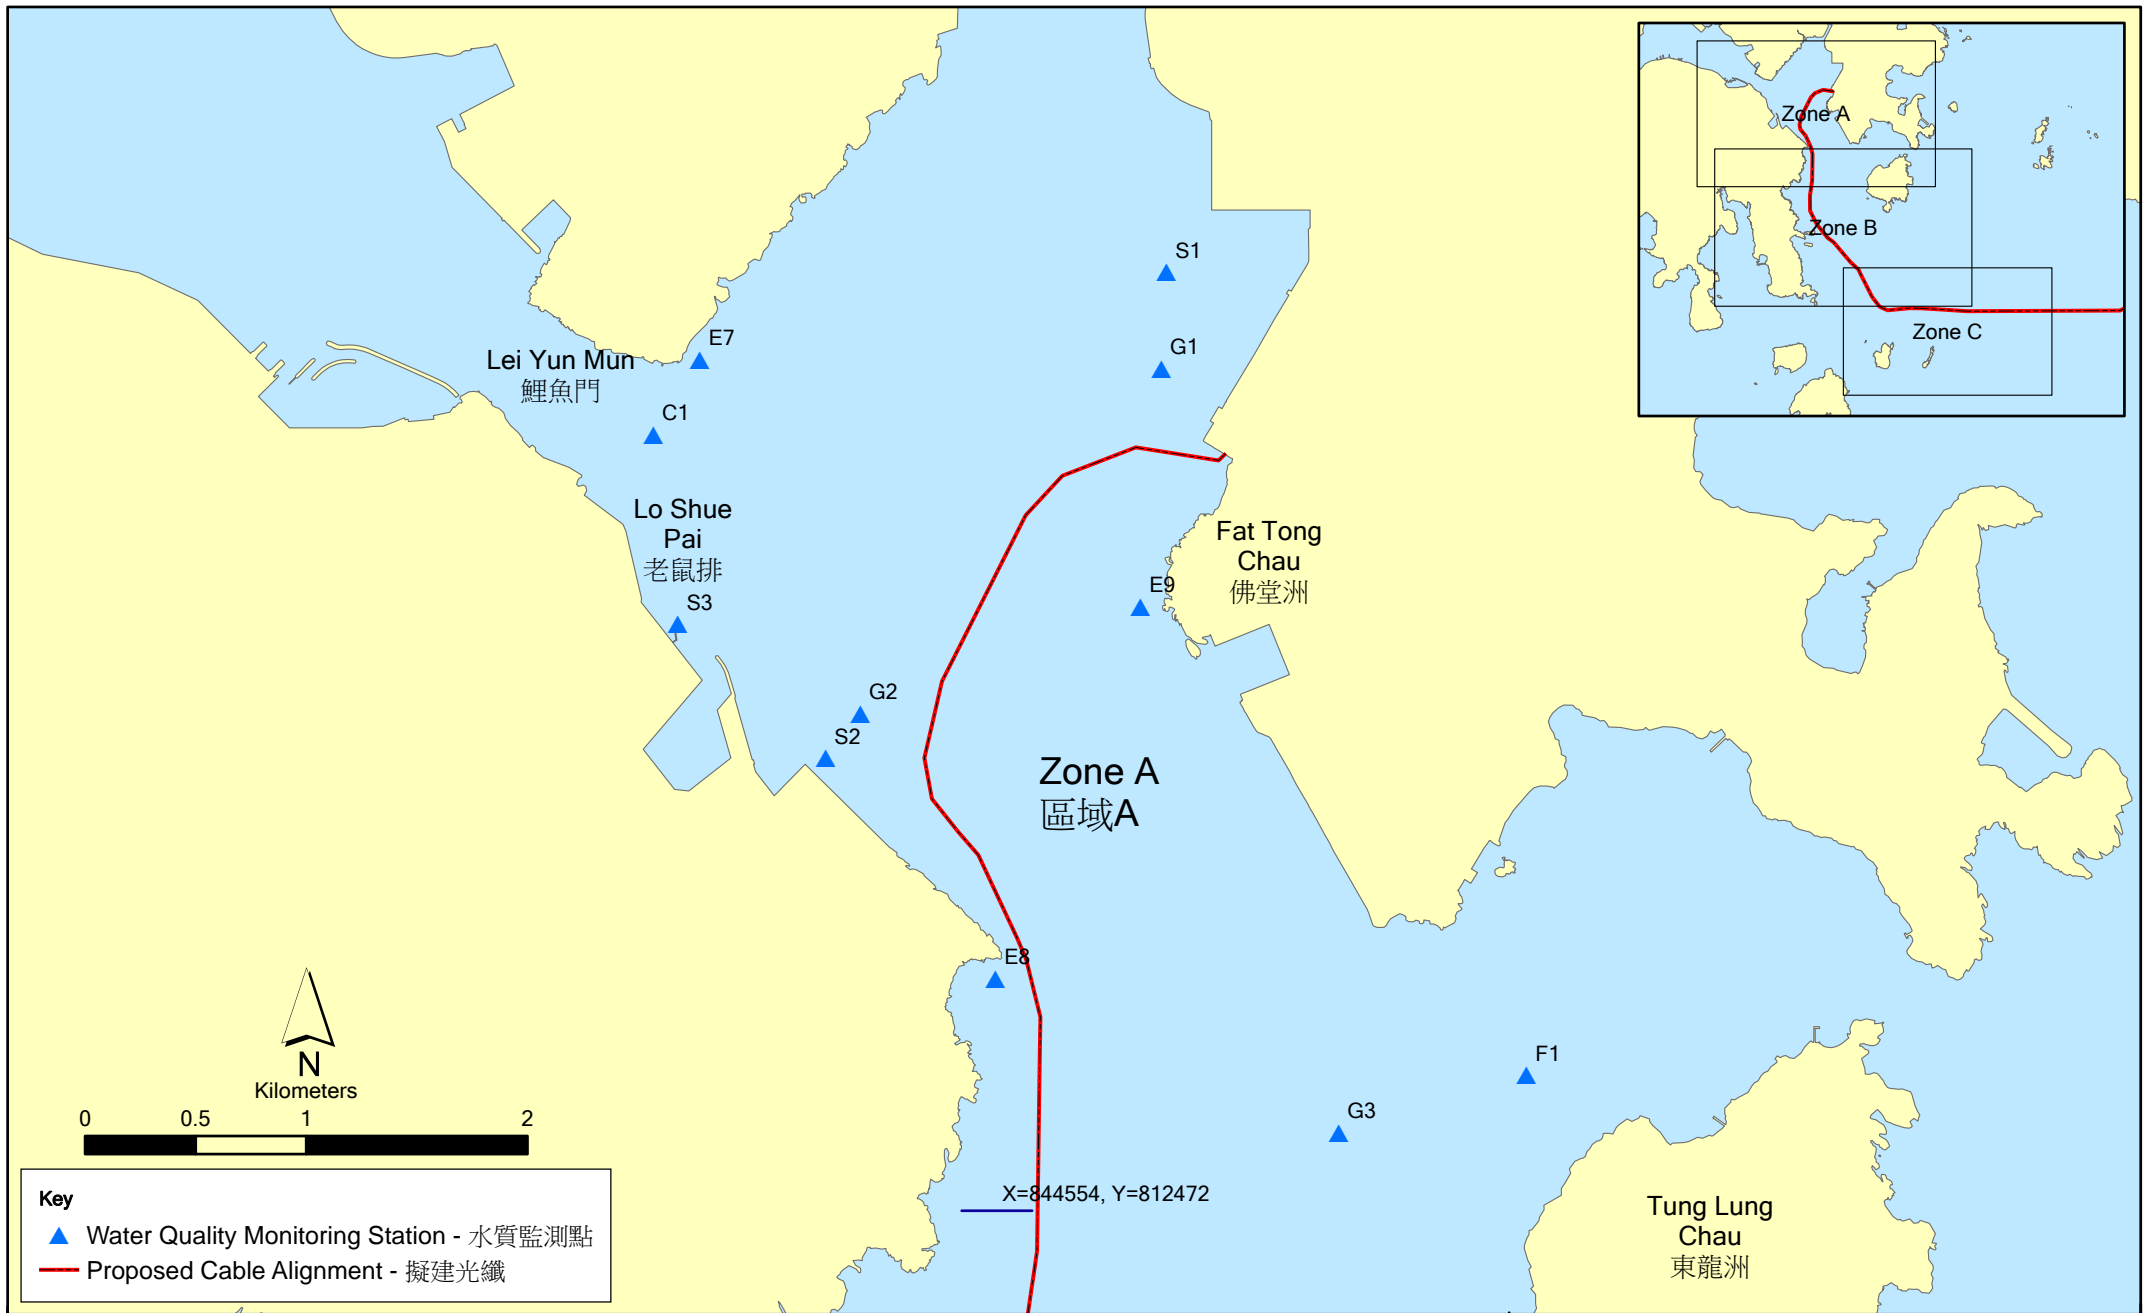 Zone A
Zone B
Zone C
S1
G1
E7
Lei Yun Mun
鯉魚門
C1
Lo Shue
Pai
老鼠排
S3
Fat Tong
Chau
佛堂洲
E9
G2
S2
Zone A
區域A
E8
F1
G3
X=844554, Y=812472
Tung Lung
Chau
東龍洲
N
Kilometers
0 0.5 1 2
Key
Water Quality Monitoring Station - 水質監測點
Proposed Cable Alignment - 擬建光纖